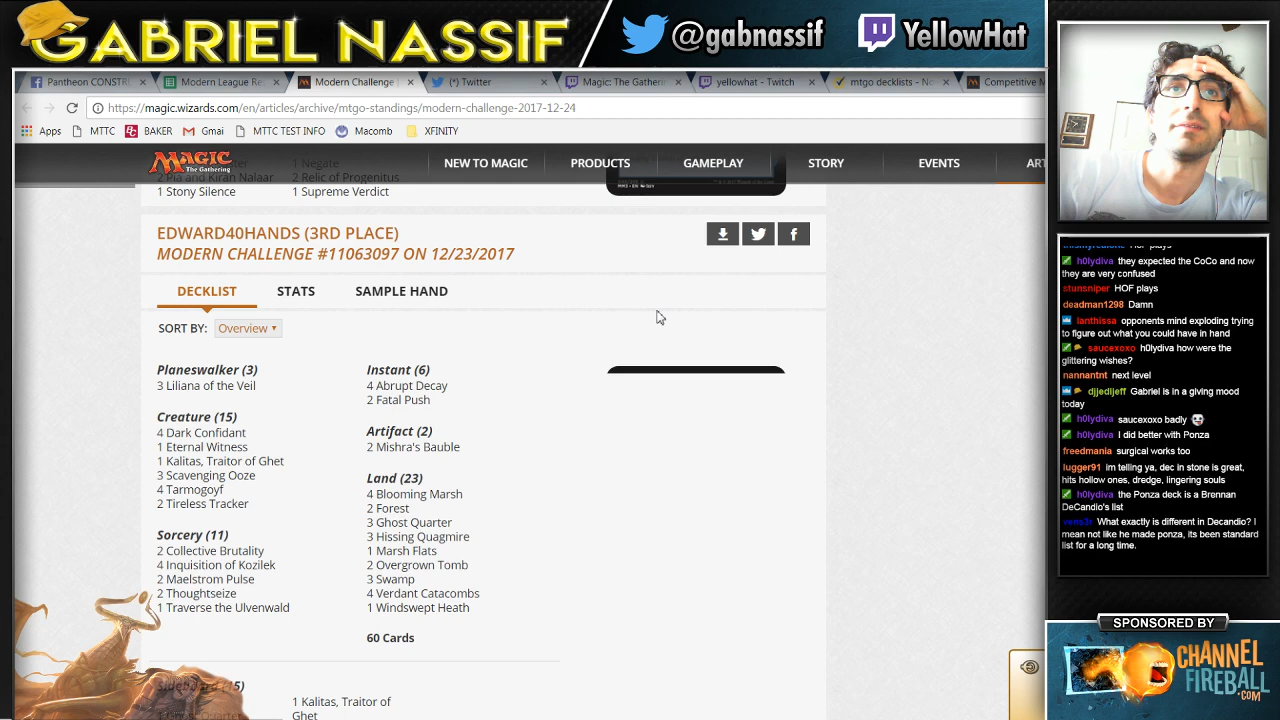 GABRIEL NASSIF
@gabnassif
YellowHat
Pantheon CONSTR
Modern League Re
Modern Challenge
(*) Twitter
Magic: The Gatherin
yellowhat - Twitch
mtgo decklists - No
Competitive M
https://magic.wizards.com/en/articles/archive/mtgo-standings/modern-challenge-2017-12-24
Apps
MTTC
BAKER
Gmai
MTTC TEST INFO
Macomb
XFINITY
MAGIC
The Gathering
NEW TO MAGIC
PRODUCTS
GAMEPLAY
STORY
EVENTS
ART
1 Negate
2 Pia and Kiran Nalaar
2 Relic of Progenitus
1 Stony Silence
1 Supreme Verdict
EDWARD40HANDS (3RD PLACE)
MODERN CHALLENGE #11063097 ON 12/23/2017
DECKLIST
STATS
SAMPLE HAND
SORT BY:
Overview
Planeswalker (3)
3 Liliana of the Veil
Creature (15)
4 Dark Confidant
1 Eternal Witness
1 Kalitas, Traitor of Ghet
3 Scavenging Ooze
4 Tarmogoyf
2 Tireless Tracker
Sorcery (11)
2 Collective Brutality
4 Inquisition of Kozilek
2 Maelstrom Pulse
2 Thoughtseize
1 Traverse the Ulvenwald
Instant (6)
4 Abrupt Decay
2 Fatal Push
Artifact (2)
2 Mishra's Bauble
Land (23)
4 Blooming Marsh
2 Forest
3 Ghost Quarter
3 Hissing Quagmire
1 Marsh Flats
2 Overgrown Tomb
3 Swamp
4 Verdant Catacombs
1 Windswept Heath
60 Cards
(15)
1 Kalitas, Traitor of
Ghet
HOF plays
h0lydiva they expected the CoCo and now
they are very confused
stunsniper HOF plays
deadman1298 Damn
lanthissa opponents mind exploding trying
to figure out what you could have in hand
saucexoxo h0lydiva how were the
glittering wishes?
nannantnt next level
djjedijeff Gabriel is in a giving mood
today
h0lydiva saucexoxo badly
h0lydiva I did better with Ponza
freedmania surgical works too
lugger91 im telling ya, dec in stone is great,
hits hollow ones, dredge, lingering souls
h0lydiva the Ponza deck is a Brennan
DeCandio's list
What exactly is different in Decandio? I
mean not like he made ponza, its been standard
list for a long time.
SPONSORED BY
CHANNEL
FIREBALL
.COM